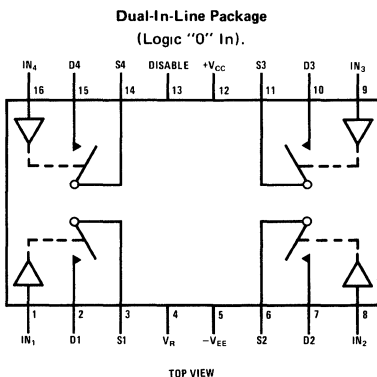 Dual-In-Line Package
(Logic "0" In).
IN4 D4 S4 DISABLE +VCC S3 D3 IN3
16 15 14 13 12 11 10 9
1 2 3 4 5 6 7 8
IN1 D1 S1 VR -VEE S2 D2 IN2
TOP VIEW